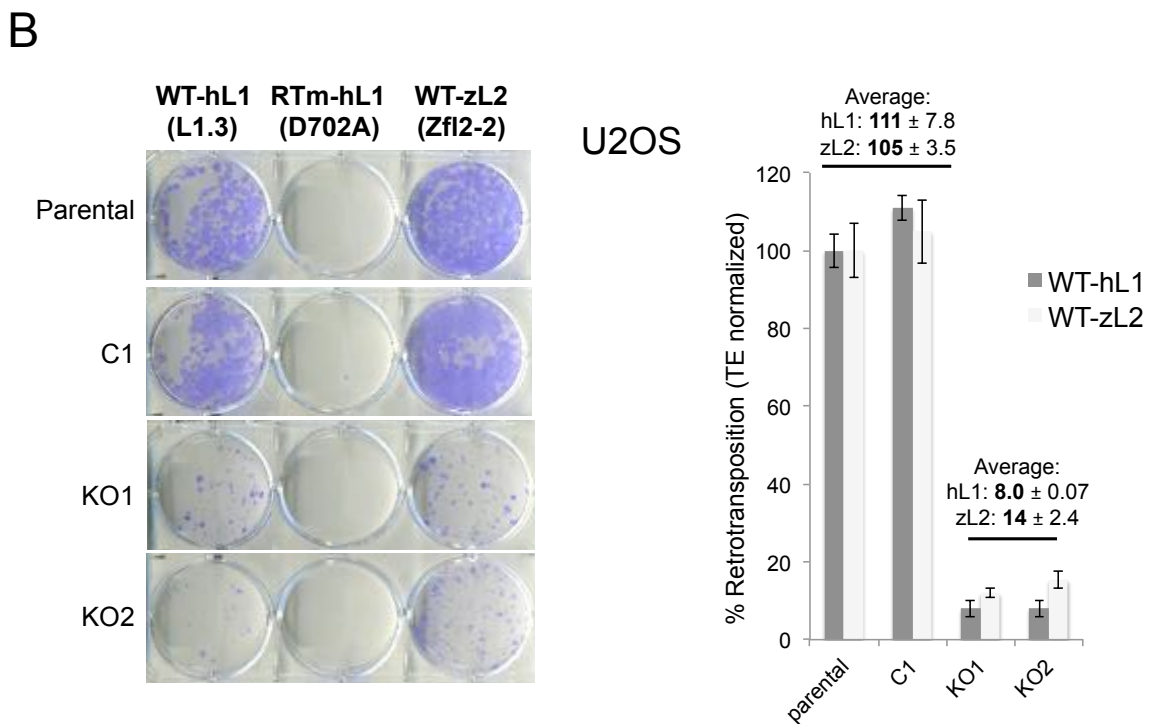 B
WT-hL1 RTm-hL1 WT-zL2
(L1.3) (D702A) (Zfl2-2)
Parental
C1
KO1
KO2
U2OS
Average:
hL1: 111 ± 7.8
zL2: 105 ± 3.5
% Retrotransposition (TE normalized)
120
100
80
60
40
20
0
Average:
hL1: 8.0 ± 0.07
zL2: 14 ± 2.4
WT-hL1
WT-zL2
parental
C1
KO1
KO2